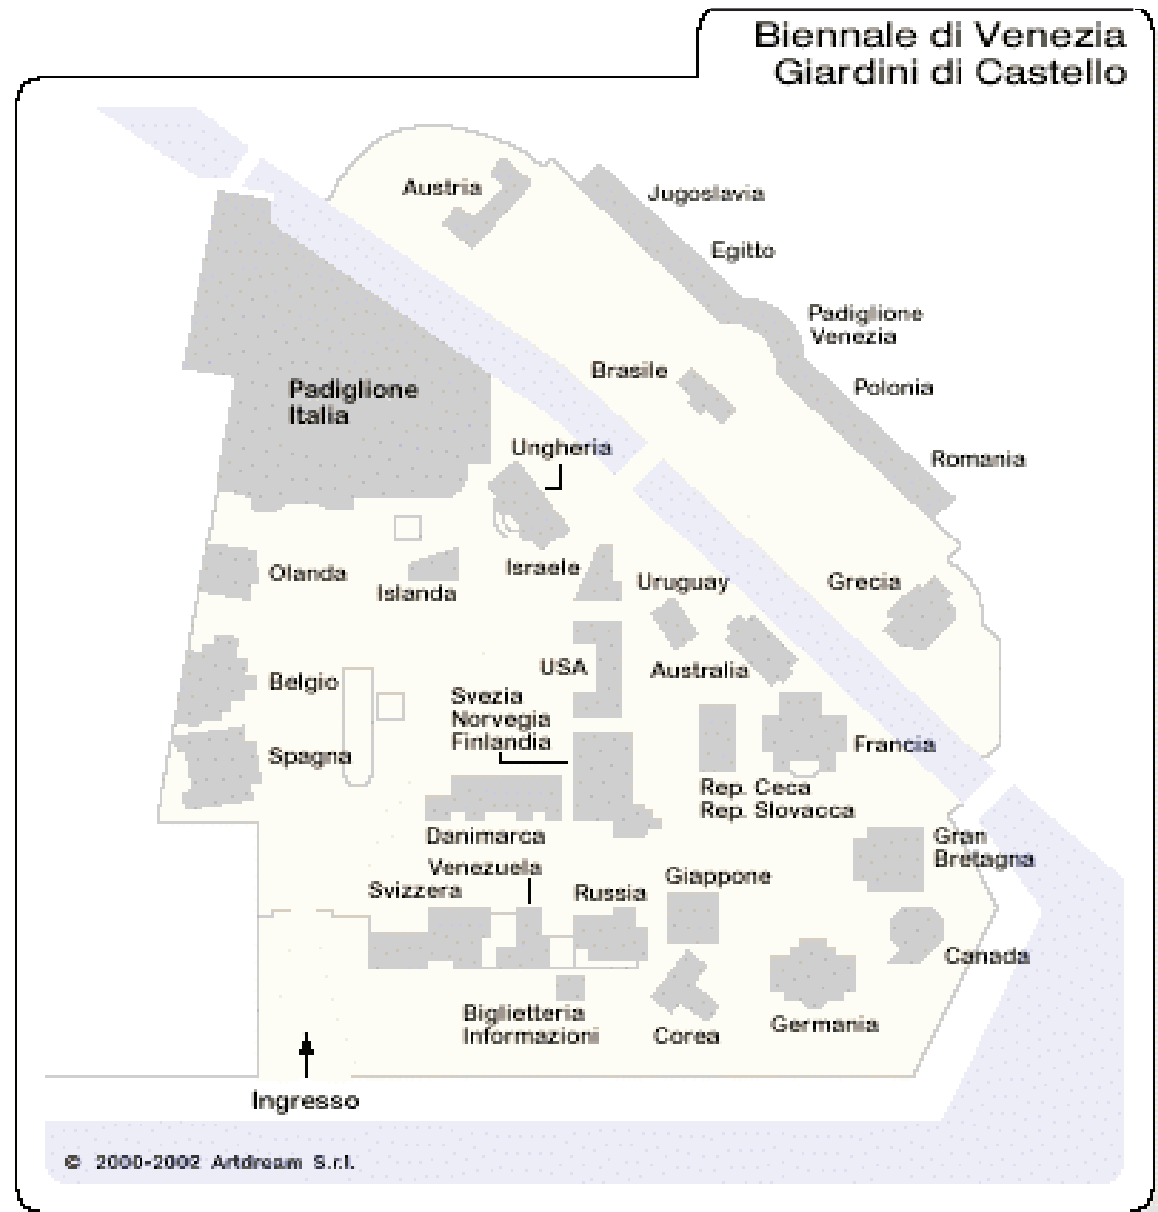 Biennale di Venezia
Giardini di Castello
Austria
Jugoslavia
Egitto
Padiglione
Venezia
Brasile
Polonia
Padiglione
Italia
Ungheria
Romania
Olanda
Islanda
Israele
Uruguay
Grecia
Belgio
USA
Australia
Svezia
Norvegia
Finlandia
Spagna
Francia
Rep. Ceca
Rep. Slovacca
Danimarca
Gran
Bretagna
Venezuela
Svizzera
Russia
Giappone
Canada
Biglietteria
Informazioni
Corea
Germania
Ingresso
© 2000-2002 Artdream S.r.l.